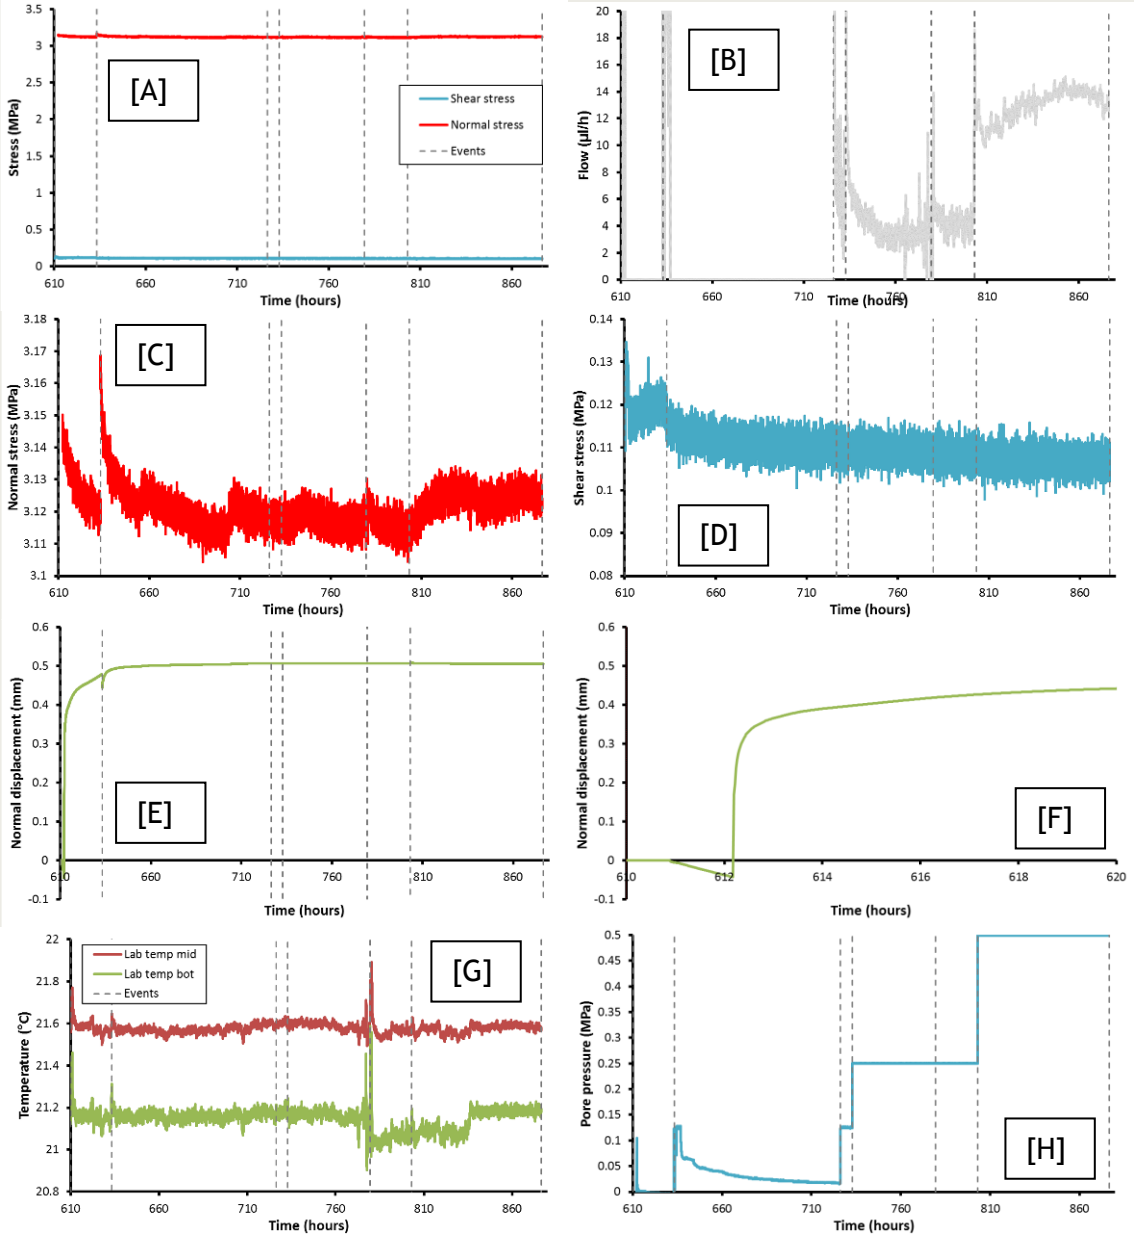 3.5
3
2.5
2
1.5
1
0.5
0
Stress (MPa)
[A]
Shear stress
Normal stress
Events
610 660 710 760 810 860
Time (hours)
20
18
16
14
12
10
8
6
4
2
0
Flow (µl/h)
[B]
610 660 710 760 810 860
Time (hours)
3.18
3.17
3.16
3.15
3.14
3.13
3.12
3.11
3.1
Normal stress (MPa)
[C]
610 660 710 760 810 860
Time (hours)
0.14
0.13
0.12
0.11
0.1
0.09
0.08
Shear stress (MPa)
[D]
610 660 710 760 810 860
Time (hours)
0.6
0.5
0.4
0.3
0.2
0.1
0
-0.1
Normal displacement (mm)
[E]
610 660 710 760 810 860
Time (hours)
0.6
0.5
0.4
0.3
0.2
0.1
0
-0.1
Normal displacement (mm)
[F]
610 612 614 616 618 620
Time (hours)
22
21.8
21.6
21.4
21.2
21
20.8
Temperature (°C)
Lab temp mid
Lab temp bot
Events
[G]
610 660 710 760 810 860
Time (hours)
0.5
0.45
0.4
0.35
0.3
0.25
0.2
0.15
0.1
0.05
0
Pore pressure (MPa)
[H]
610 660 710 760 810 860
Time (hours)